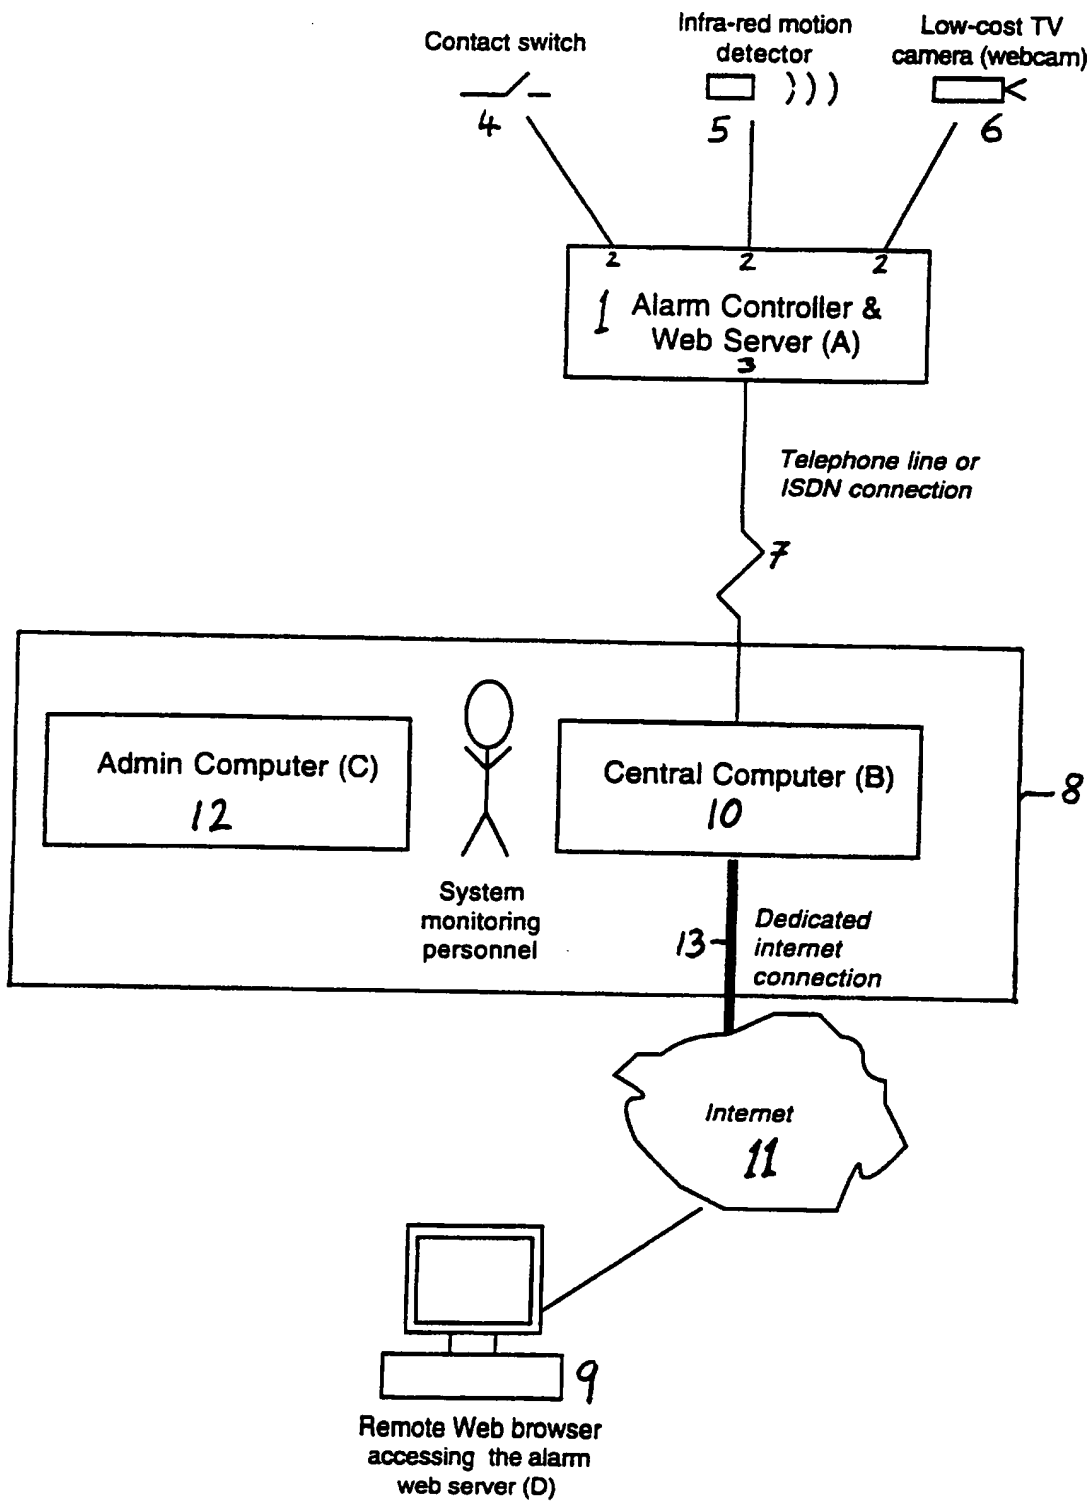 Contact switch
4
Infra-red motion
detector
5
Low-cost TV
camera (webcam)
6
2
2
2
1
Alarm Controller &
Web Server (A)
3
Telephone line or
ISDN connection
7
Admin Computer (C)
12
System
monitoring
personnel
Central Computer (B)
10
8
13
Dedicated
internet
connection
Internet
11
9
Remote Web browser
accessing the alarm
web server (D)